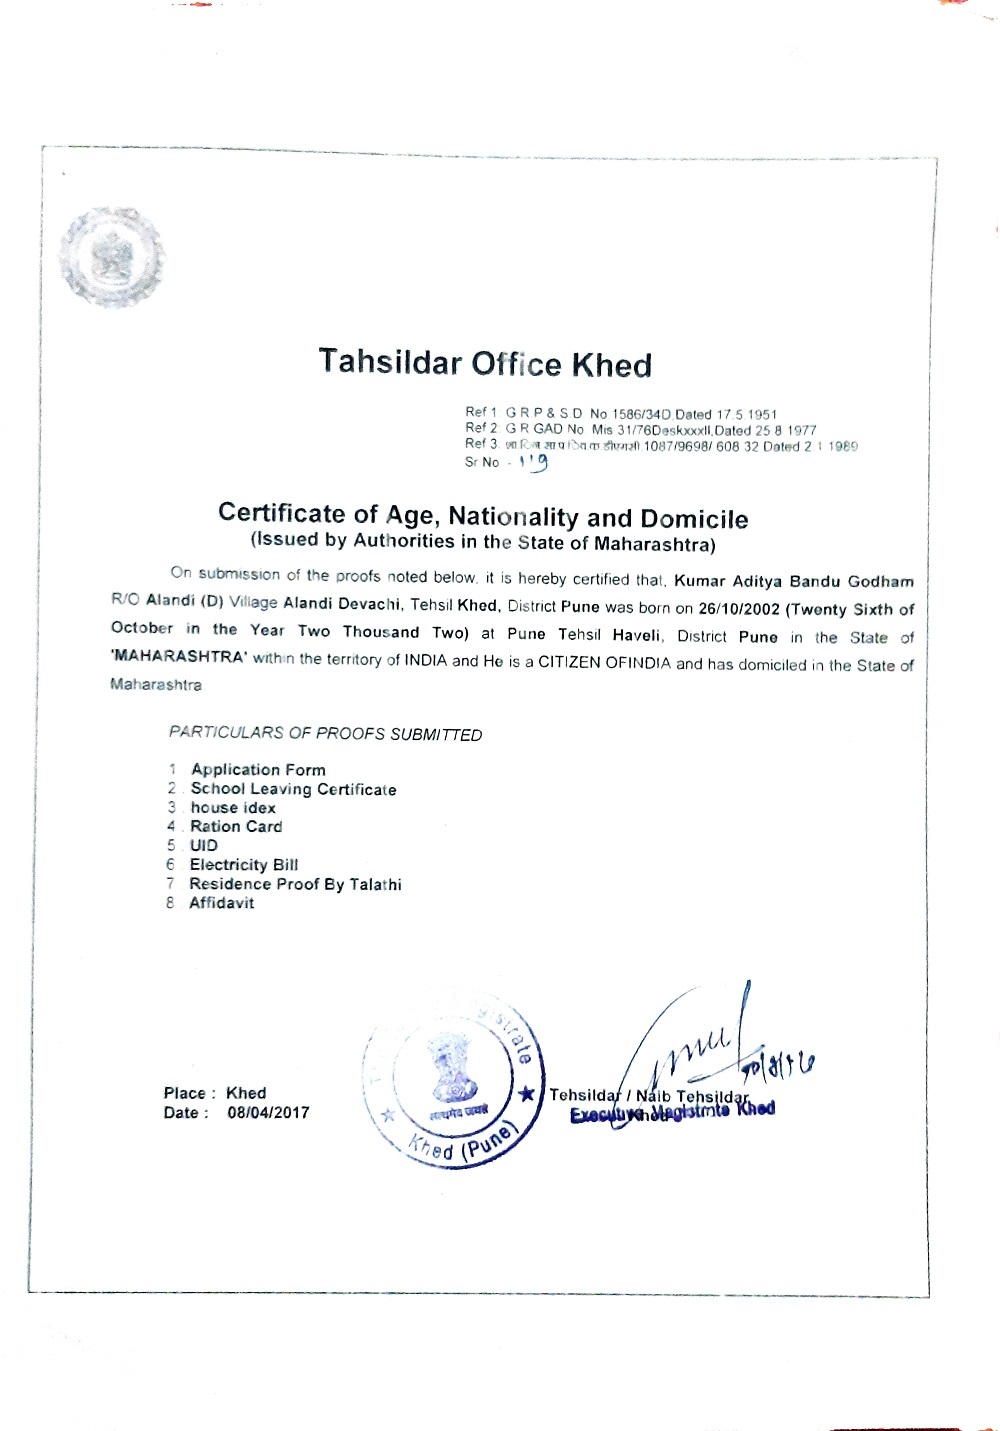 Tahsildar Office Khed
Ref 1. G R P & S D No 1586/34D, Dated 17.5.1951
Ref 2. G R GAD No Mis 31/76Deskxxxll, Dated 25 8 1977
Ref 3. 1087/9698/ 608 32 Dated 2 1 1989
Sr No - 119
Certificate of Age, Nationality and Domicile
(Issued by Authorities in the State of Maharashtra)
On submission of the proofs noted below, it is hereby certified that, Kumar Aditya Bandu Godham
R/O Alandi (D) Village Alandi Devachi, Tehsil Khed, District Pune was born on 26/10/2002 (Twenty Sixth of
October in the Year Two Thousand Two) at Pune Tehsil Haveli, District Pune in the State of
'MAHARASHTRA' within the territory of INDIA and He is a CITIZEN OFINDIA and has domiciled in the State of
Maharashtra
PARTICULARS OF PROOFS SUBMITTED
1 Application Form
2 . School Leaving Certificate
3 . house idex
4 . Ration Card
5 . UID
6 Electricity Bill
7 Residence Proof By Talathi
8 Affidavit
Place : Khed
Date : 08/04/2017
सत्यमेव जयते
Khed (Pune)
Tehsildar / Naib Tehsildar
Executive Magistrate Khed